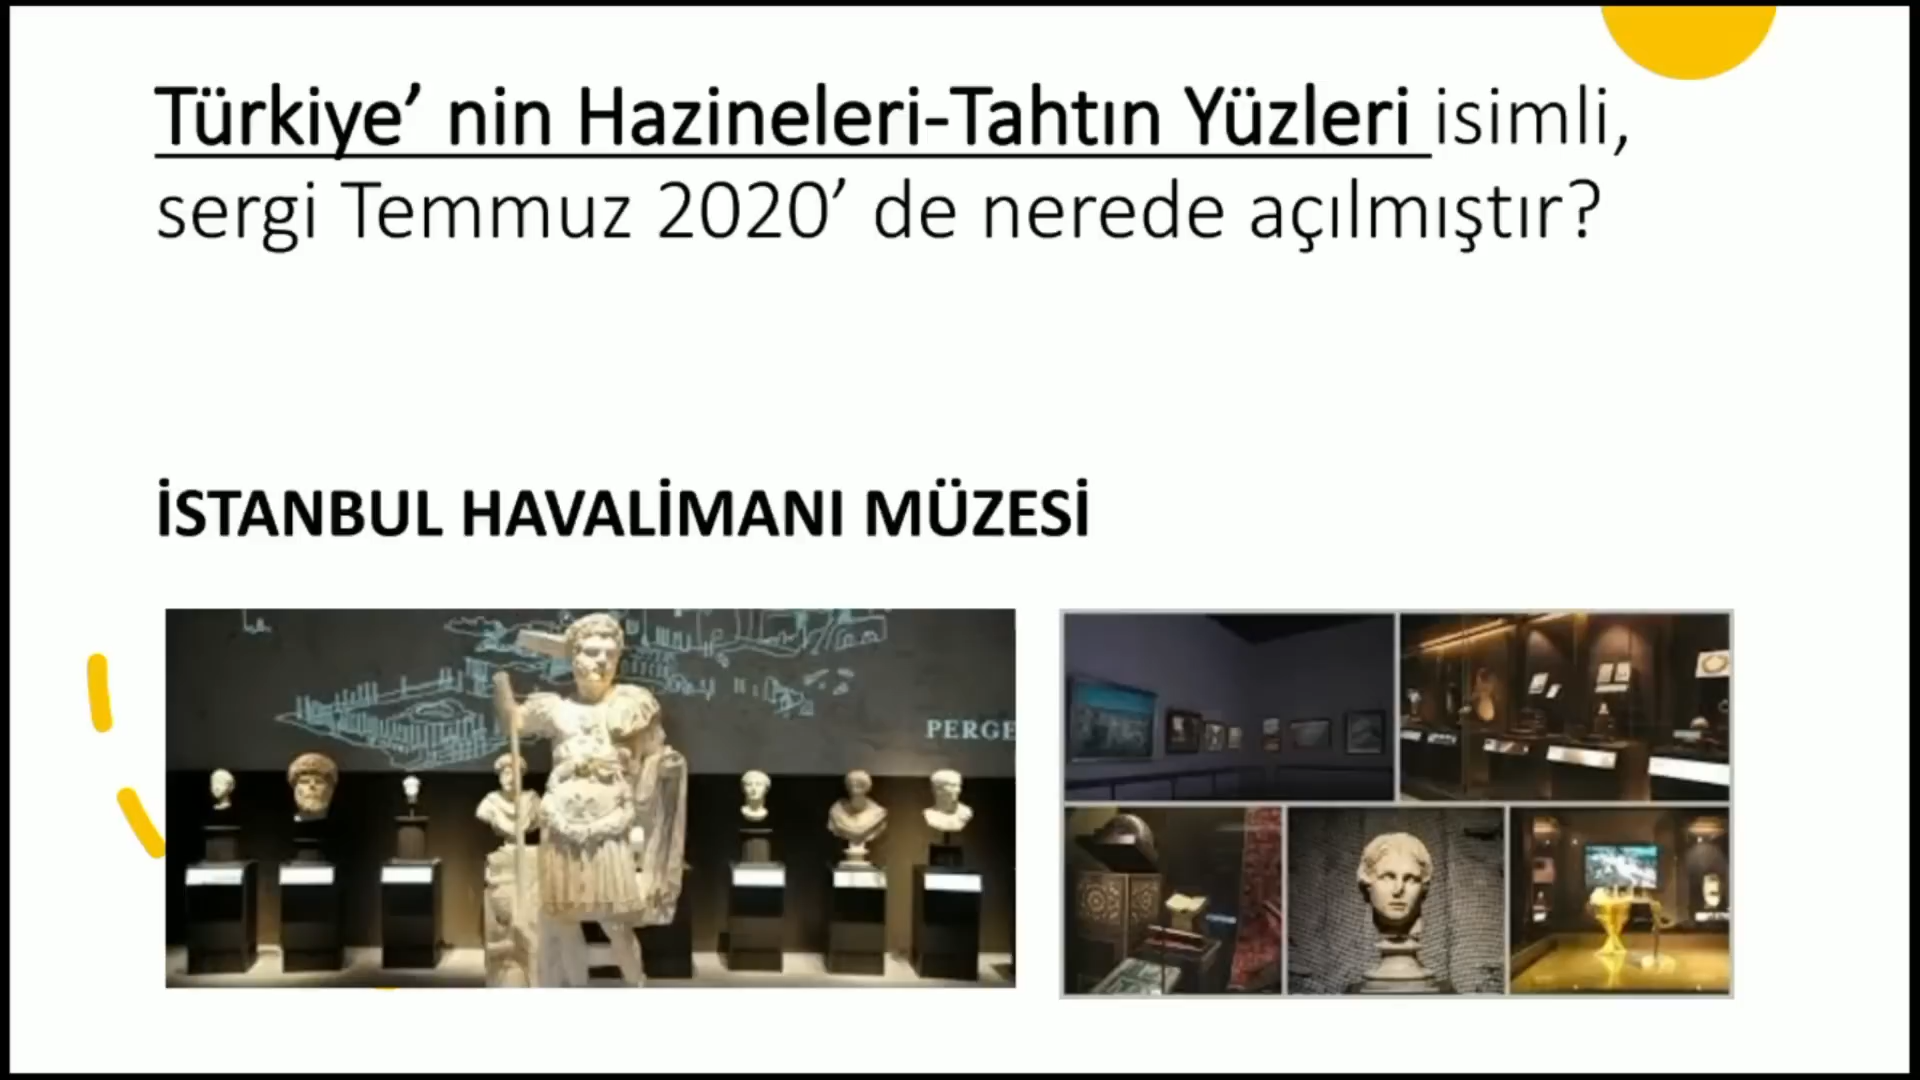 Türkiye’ nin Hazineleri-Tahtın Yüzleri isimli,
sergi Temmuz 2020’ de nerede açılmıştır?
İSTANBUL HAVALİMANI MÜZESİ
PERGE